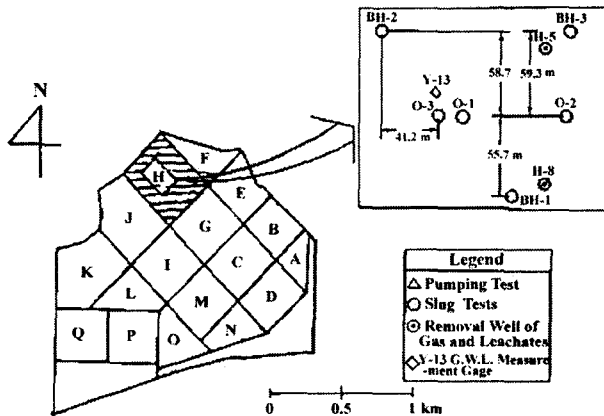 N
F
H
E
J
G
B
A
K
I
C
L
M
D
Q
P
O
N
0 0.5 1 km
BH-2
BH-3
H-5
58.7
59.3 m
Y-13
O-3
O-1
O-2
41.2 m
55.7 m
H-8
BH-1
Legend
Pumping Test
Slug Tests
Removal Well of
Gas and Leachates
Y-13 G.W.L. Measure
-ment Gage